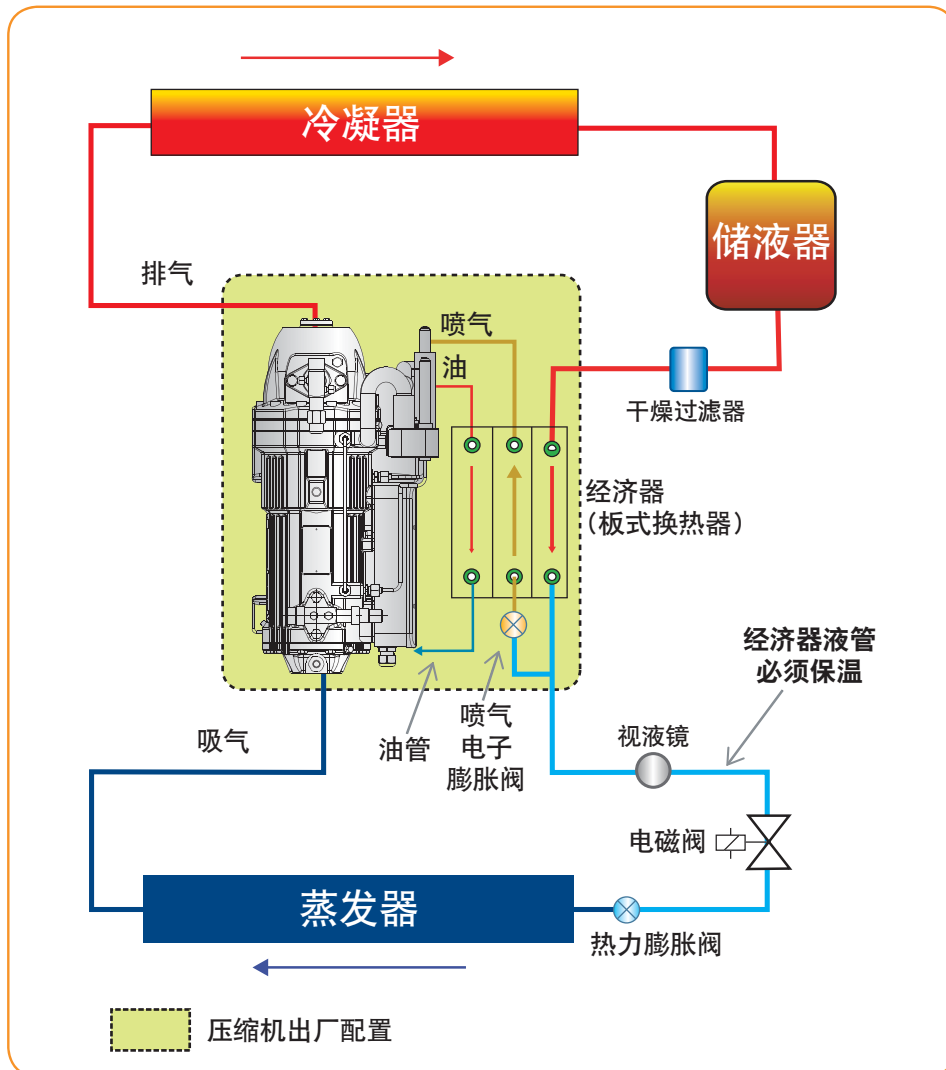 冷凝器
储液器
排气
喷气
油
干燥过滤器
经济器
（板式换热器）
经济器液管
必须保温
吸气
油管
喷气
电子
膨胀阀
视液镜
电磁阀
蒸发器
热力膨胀阀
压缩机出厂配置